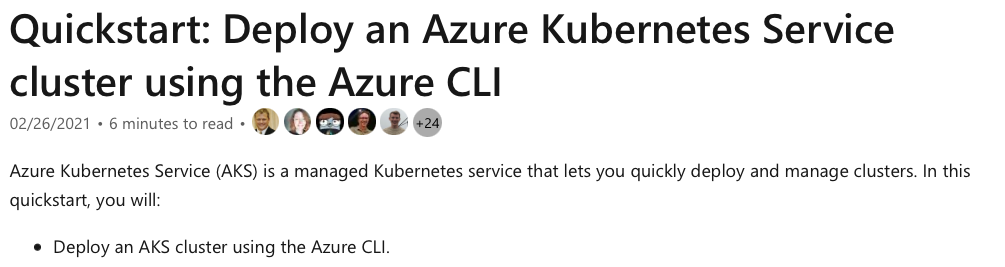 Quickstart: Deploy an Azure Kubernetes Service
cluster using the Azure CLI
02/26/2021 • 6 minutes to read • +24
Azure Kubernetes Service (AKS) is a managed Kubernetes service that lets you quickly deploy and manage clusters. In this
quickstart, you will:
• Deploy an AKS cluster using the Azure CLI.